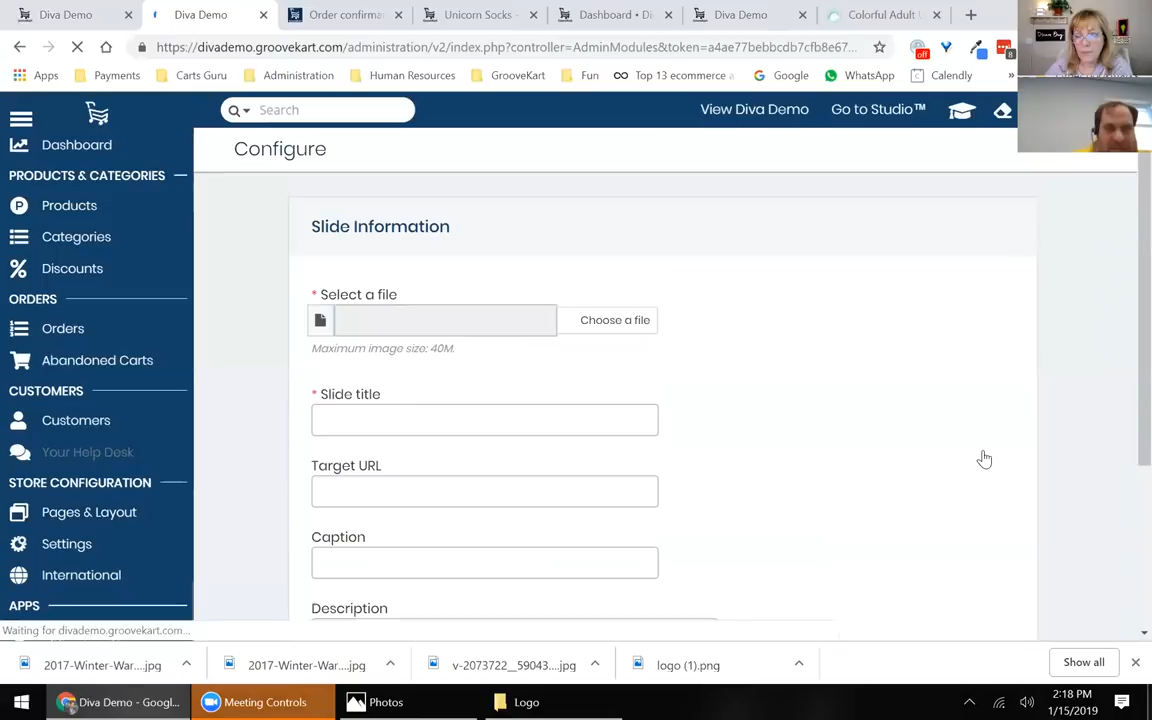 Diva Demo
Diva Demo
Order confirma
Unicorn Socks -
Dashboard • Di
Diva Demo
Colorful Adult
https://divademo.groovekart.com/administration/v2/index.php?controller=AdminModules&token=a4ae77bebbcdb7cfb8e67...
off
8
Apps
Payments
Carts Guru
Administration
Human Resources
GrooveKart
Fun
Top 13 ecommerce
Google
WhatsApp
Calendly
»
Search
View Diva Demo
Go to Studio™
Configure
Dashboard
PRODUCTS & CATEGORIES
Products
Categories
Discounts
ORDERS
Orders
Abandoned Carts
CUSTOMERS
Customers
Your Help Desk
STORE CONFIGURATION
Pages & Layout
Settings
International
APPS
Slide Information
* Select a file
Choose a file
Maximum image size: 40M.
* Slide title
Target URL
Caption
Description
Waiting for divademo.groovekart.com...
2017-Winter-War....jpg
2017-Winter-War....jpg
v-2073722__59043....jpg
logo (1).png
Show all
Diva Demo - Goog...
Meeting Controls
Photos
Logo
2:18 PM
1/15/2019